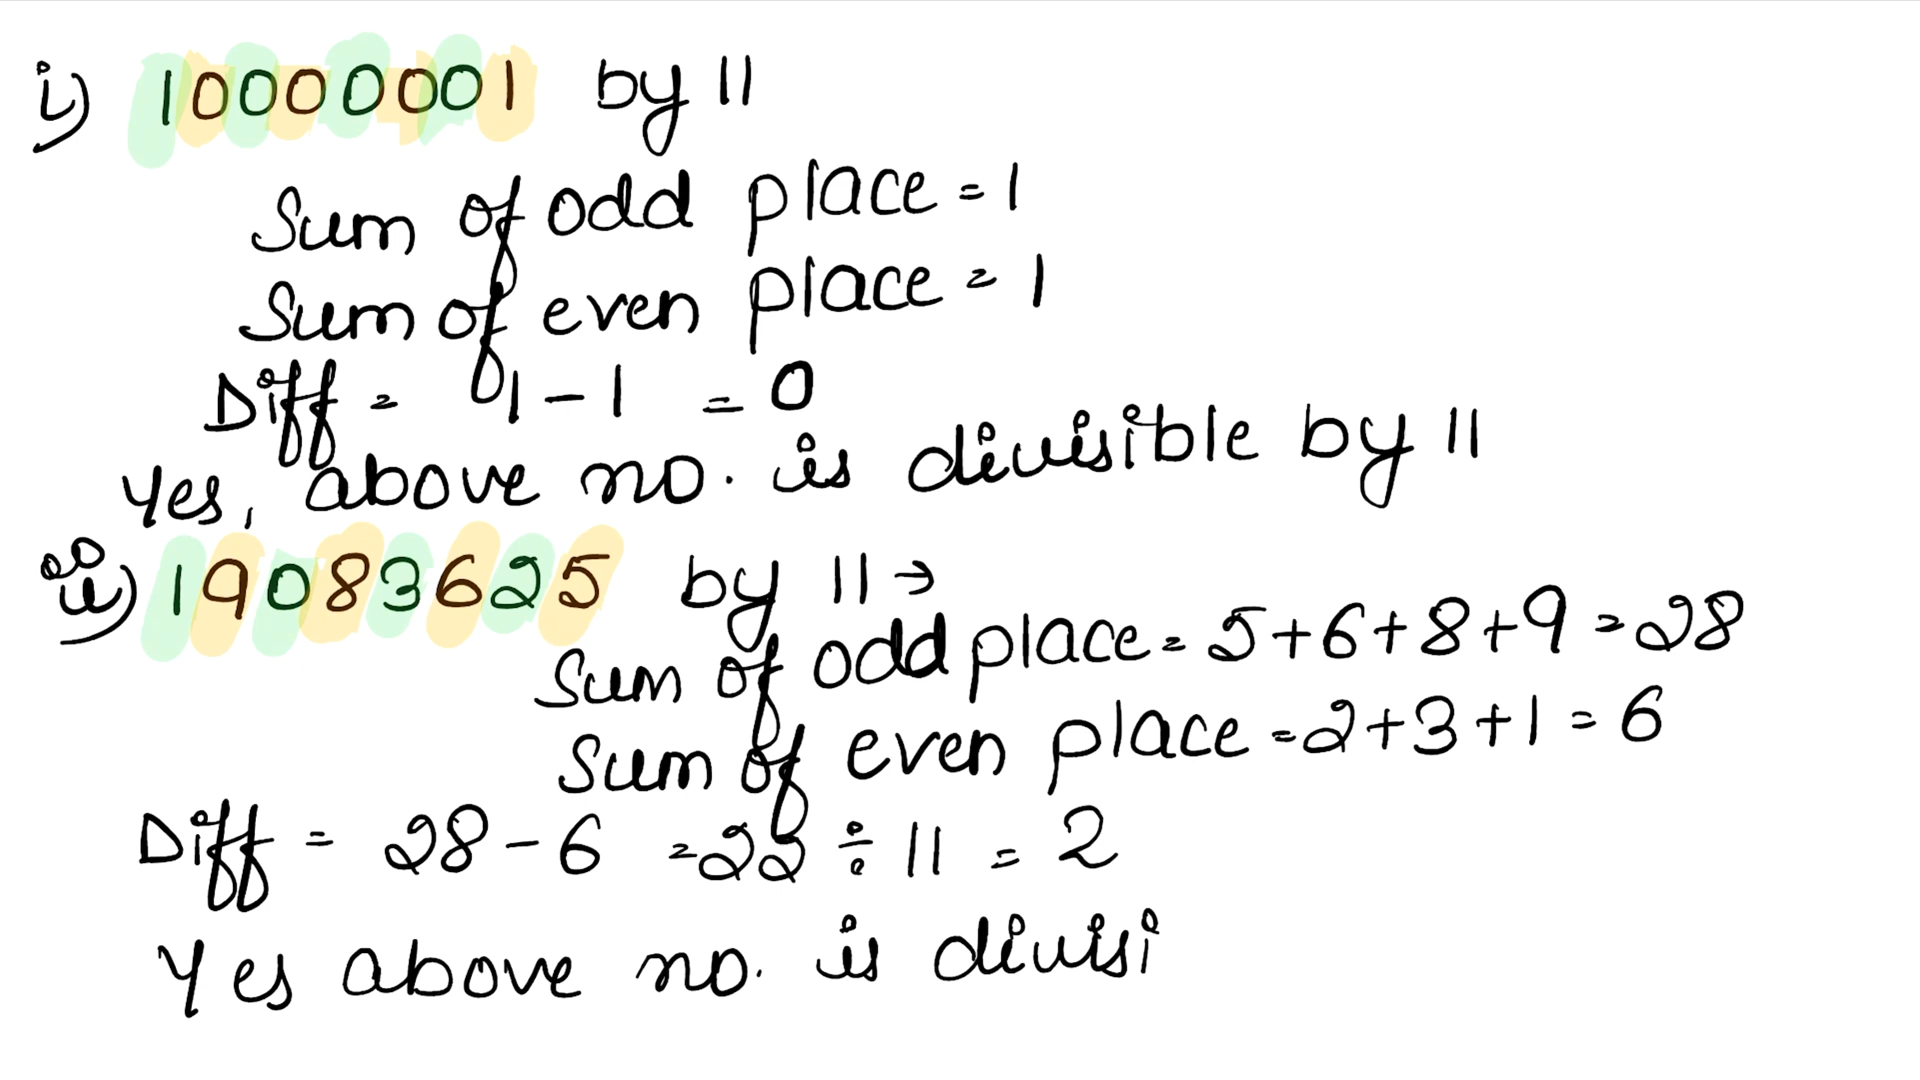 i) 10000001 by 11
Sum of odd place = 1
Sum of even place = 1
Diff = 1 - 1 = 0
Yes, above no. is divisible by 11
ii) 19083625 by 11 →
Sum of odd place = 5+6+8+9 = 28
Sum of even place = 2+3+1 = 6
Diff = 28 - 6 = 22 ÷ 11 = 2
Yes above no. is divisi